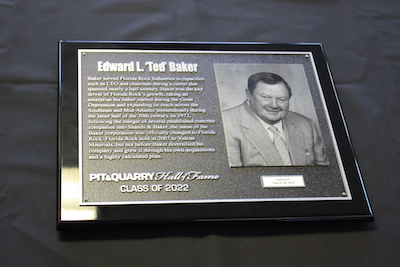 Edward L. 'Ted' Baker
Baker served Florida Rock Industries in capacities
such as CEO and chairman during a career that
spanned nearly a half-century. Baker was the key
driver of Florida Rock's growth, taking an
enterprise his father started during the Great
Depression and expanding its reach across the
Southeast and Mid-Atlantic tremendously during
the latter half of the 20th century. In 1972,
following the merger of several established concrete
companies into Shands & Baker, the name of the
Baker corporation was officially changed to Florida
Rock. Florida Rock sold in 2007 to Vulcan
Materials, but not before Baker diversified his
company and grew it through his own acquisitions
and a highly calculated plan.
PIT&QUARRY Hall of Fame
CLASS OF 2022